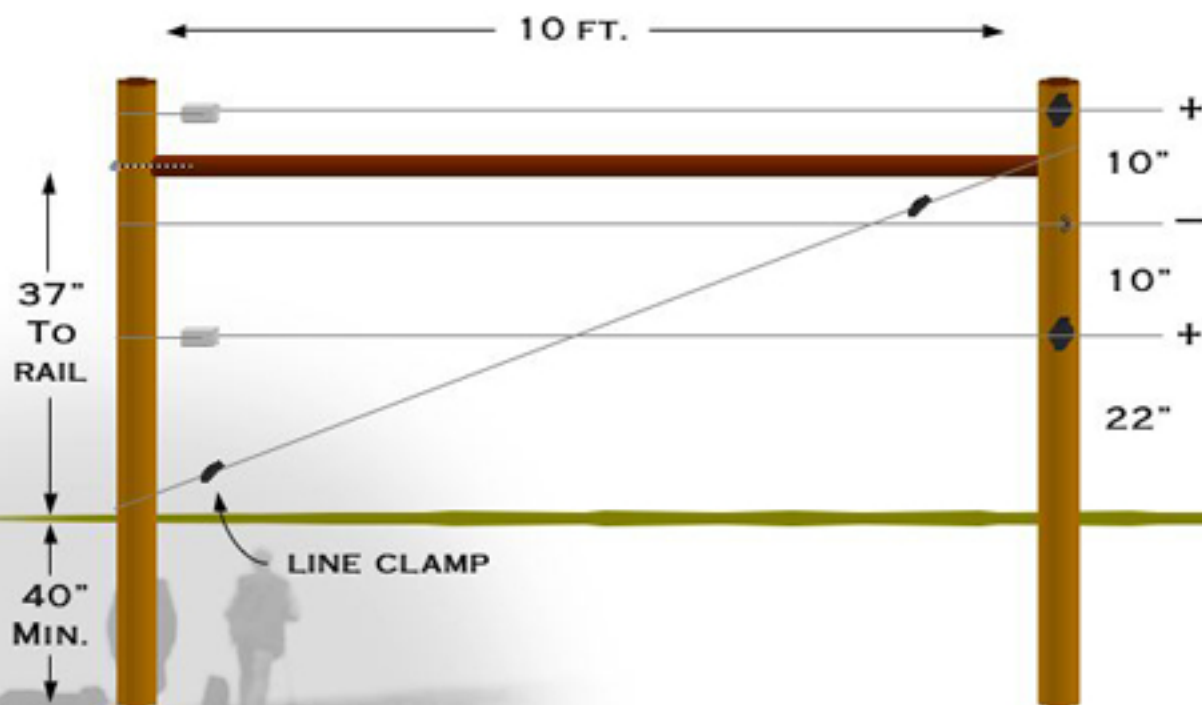 10 FT.
+
10”
—
37”
TO
RAIL
10”
+
22”
LINE CLAMP
40”
MIN.